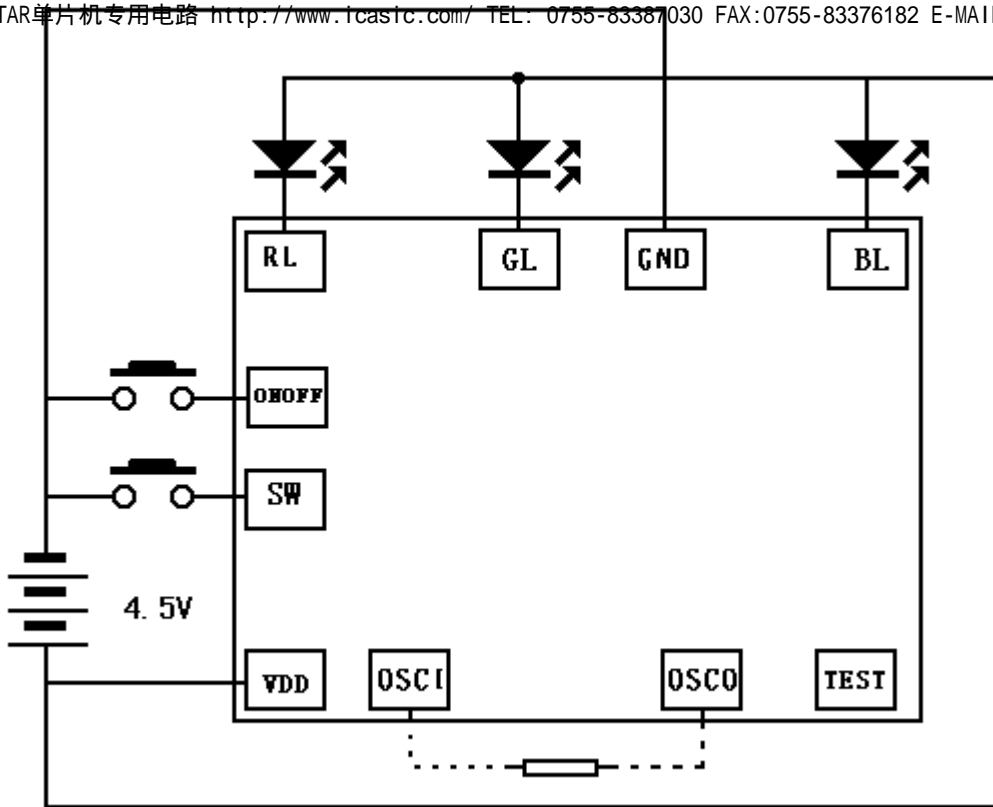 TAR单片机专用电路 http://www.icasic.com/ TEL: 0755-83387030 FAX:0755-83376182 E-MAI
RL
GL
GND
BL
ONOFF
SW
4.5V
VDD
OSCI
OSCO
TEST